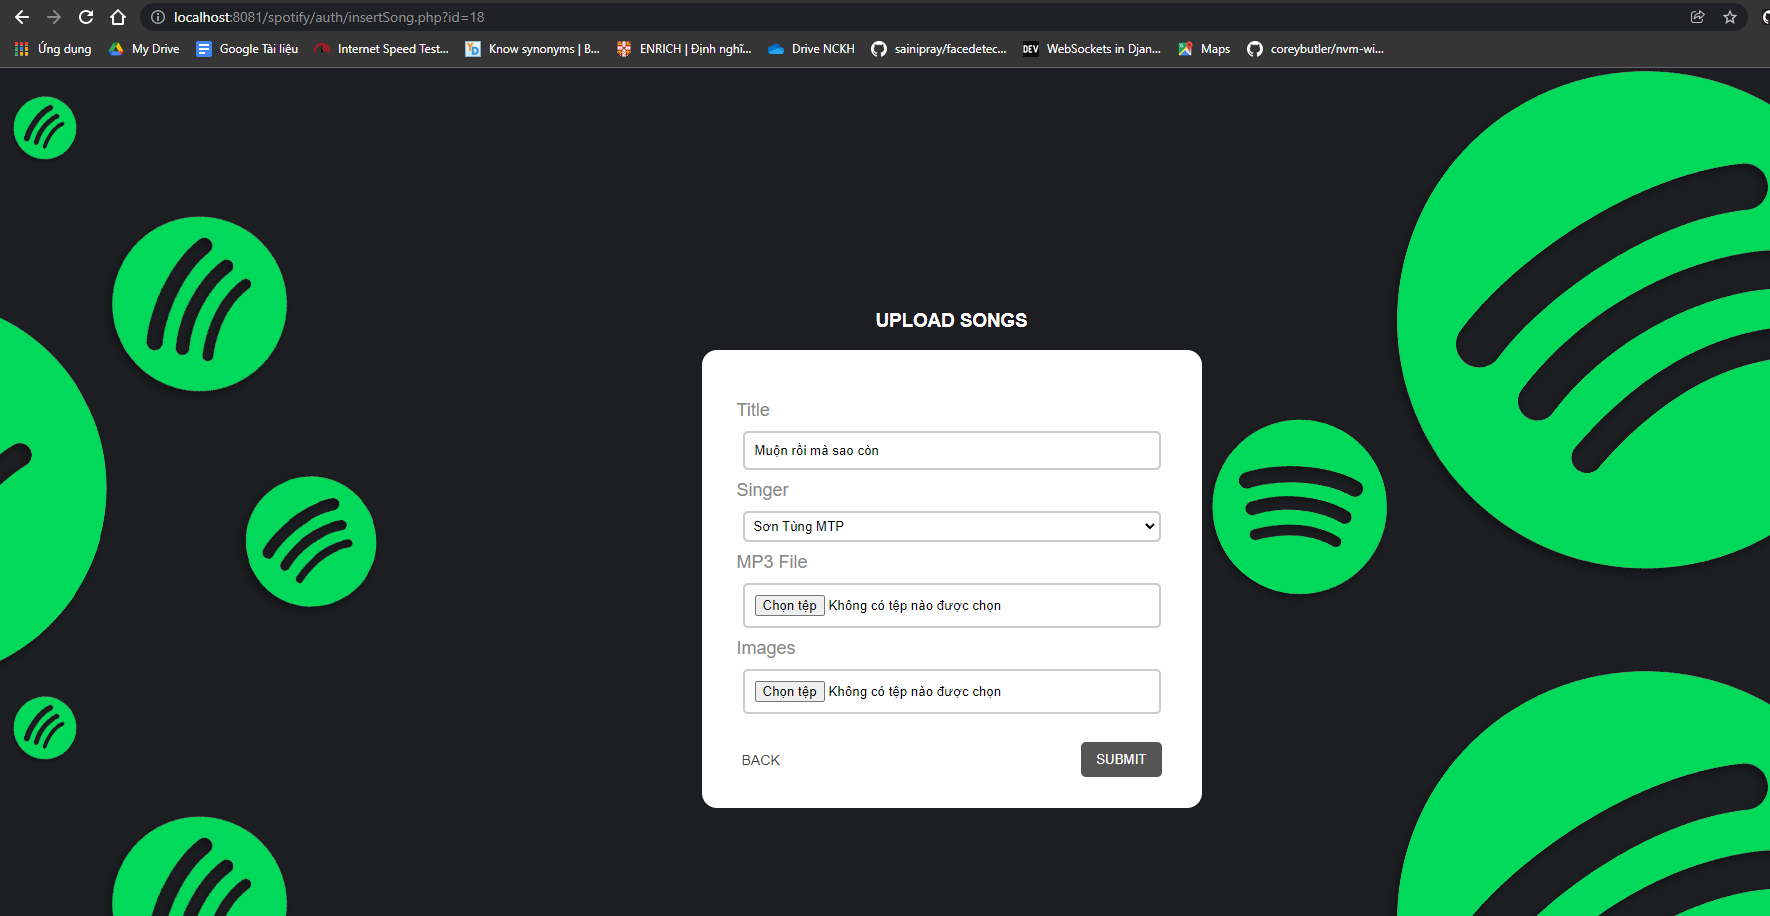 localhost:8081/spotify/auth/insertSong.php?id=18
Ứng dụng My Drive Google Tài liệu Internet Speed Test... Know synonyms | B... ENRICH | Định nghĩ... Drive NCKH sainipray/facedetec... DEV WebSockets in Djan... Maps coreybutler/nvm-wi...
UPLOAD SONGS
Title
Muộn rồi mà sao còn
Singer
Sơn Tùng MTP
MP3 File
Chọn tệp Không có tệp nào được chọn
Images
Chọn tệp Không có tệp nào được chọn
BACK SUBMIT